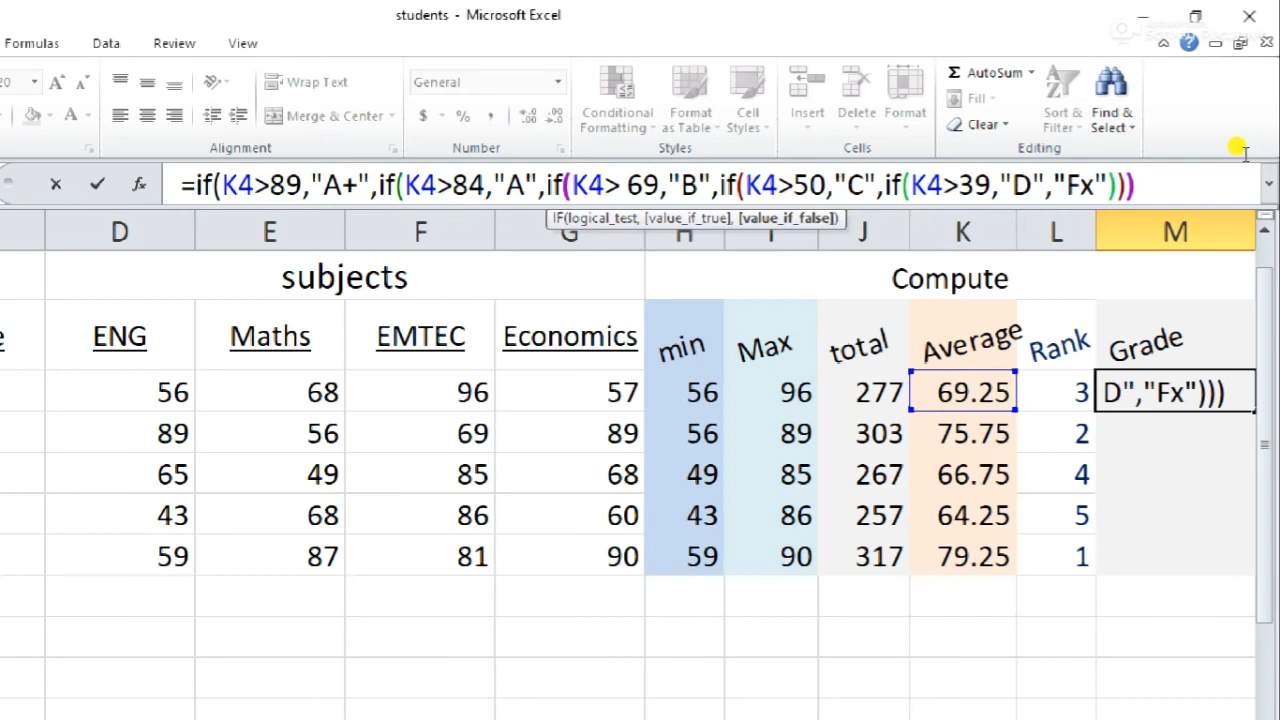 students - Microsoft Excel
Formulas Data Review View
20 Wrap Text General AutoSum
Fill
Merge & Center Conditional Formatting Format as Table Cell Styles Insert Delete Format Clear Sort & Filter Find & Select
Alignment Number Styles Cells Editing
=if(K4>89,"A+",if(K4>84,"A",if(K4> 69,"B",if(K4>50,"C",if(K4>39,"D","Fx")))
IF(logical_test, [value_if_true], [value_if_false])
D E F G H I J K L M
subjects Compute
e ENG Maths EMTEC Economics min Max total Average Rank Grade
56 68 96 57 56 96 277 69.25 3 D","Fx")))
89 56 69 89 56 89 303 75.75 2
65 49 85 68 49 85 267 66.75 4
43 68 86 60 43 86 257 64.25 5
59 87 81 90 59 90 317 79.25 1